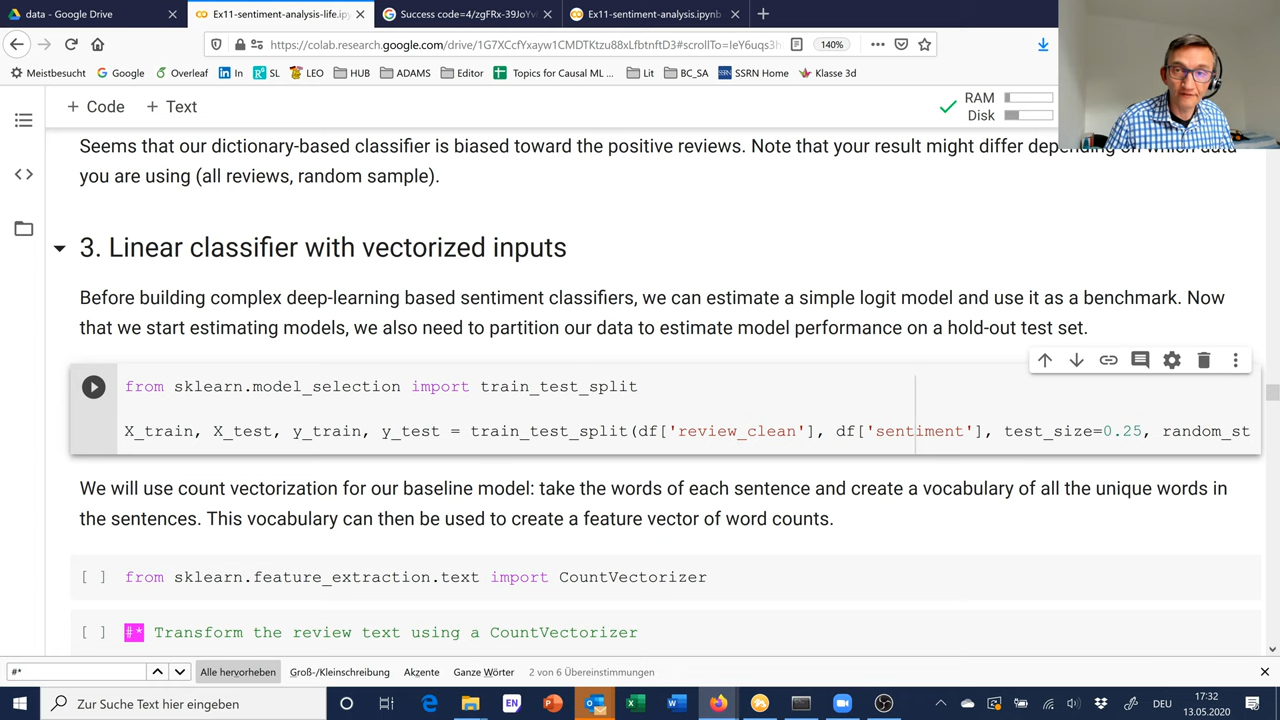 data - Google Drive
Ex11-sentiment-analysis-life.ipy
Success code=4/zgFRx-39JoYv
Ex11-sentiment-analysis.ipynb
https://colab.research.google.com/drive/1G7XCcfYxayw1CMDTKtzu88xLfbtnftD3#scrollTo=IeY6uqs3h
140%
Meistbesucht
Google
Overleaf
In
SL
LEO
HUB
ADAMS
Editor
Topics for Causal ML ...
Lit
BC_SA
SSRN Home
Klasse 3d
+ Code + Text
RAM
Disk
Seems that our dictionary-based classifier is biased toward the positive reviews. Note that your result might differ depending on which data
you are using (all reviews, random sample).
3. Linear classifier with vectorized inputs
Before building complex deep-learning based sentiment classifiers, we can estimate a simple logit model and use it as a benchmark. Now
that we start estimating models, we also need to partition our data to estimate model performance on a hold-out test set.
from sklearn.model_selection import train_test_split
X_train, X_test, y_train, y_test = train_test_split(df['review_clean'], df['sentiment'], test_size=0.25, random_st
We will use count vectorization for our baseline model: take the words of each sentence and create a vocabulary of all the unique words in
the sentences. This vocabulary can then be used to create a feature vector of word counts.
[ ] from sklearn.feature_extraction.text import CountVectorizer
[ ] #* Transform the review text using a CountVectorizer
#*
Alle hervorheben
Groß-/Kleinschreibung
Akzente
Ganze Wörter
2 von 6 Übereinstimmungen
Zur Suche Text hier eingeben
EN
DEU
17:32
13.05.2020